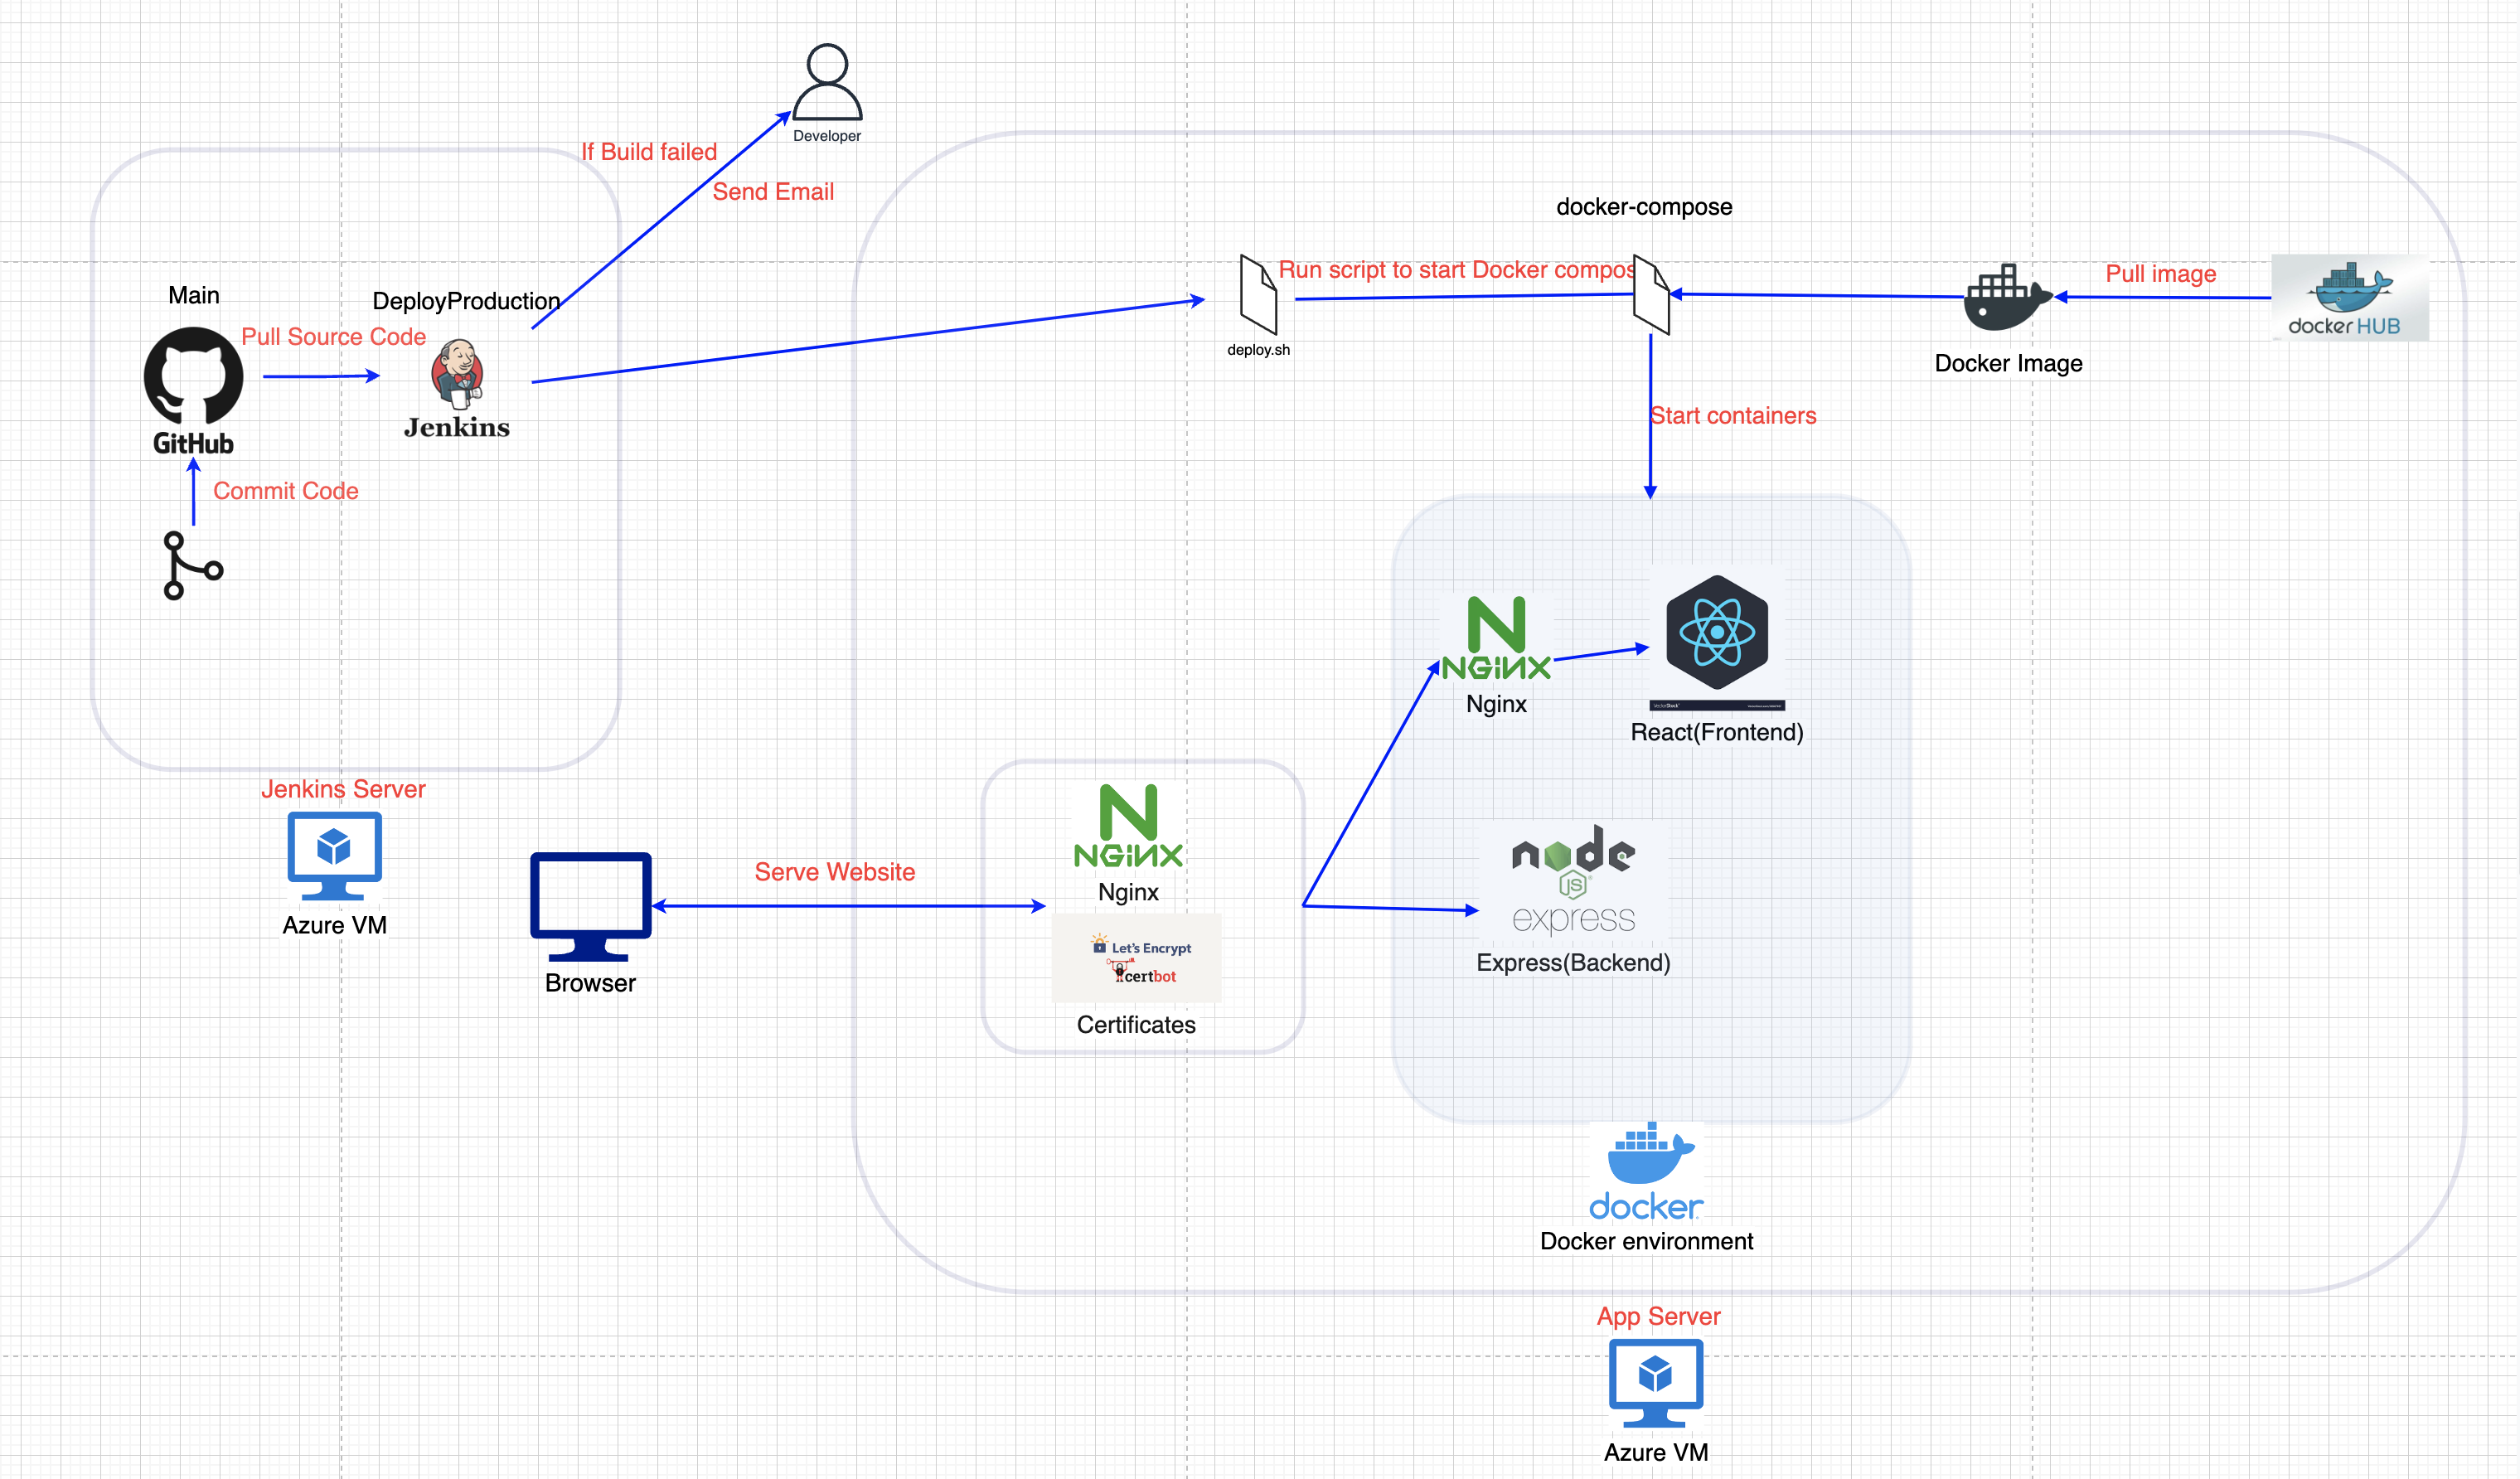 Developer
If Build failed
Send Email
docker-compose
Main
DeployProduction
Pull Source Code
GitHub
Jenkins
Commit Code
Run script to start Docker compos
deploy.sh
Pull image
docker HUB
Docker Image
Start containers
NGINX
Nginx
React(Frontend)
Jenkins Server
Azure VM
Browser
Serve Website
NGINX
Nginx
Let's Encrypt
certbot
Certificates
node
JS
express
Express(Backend)
docker
Docker environment
App Server
Azure VM